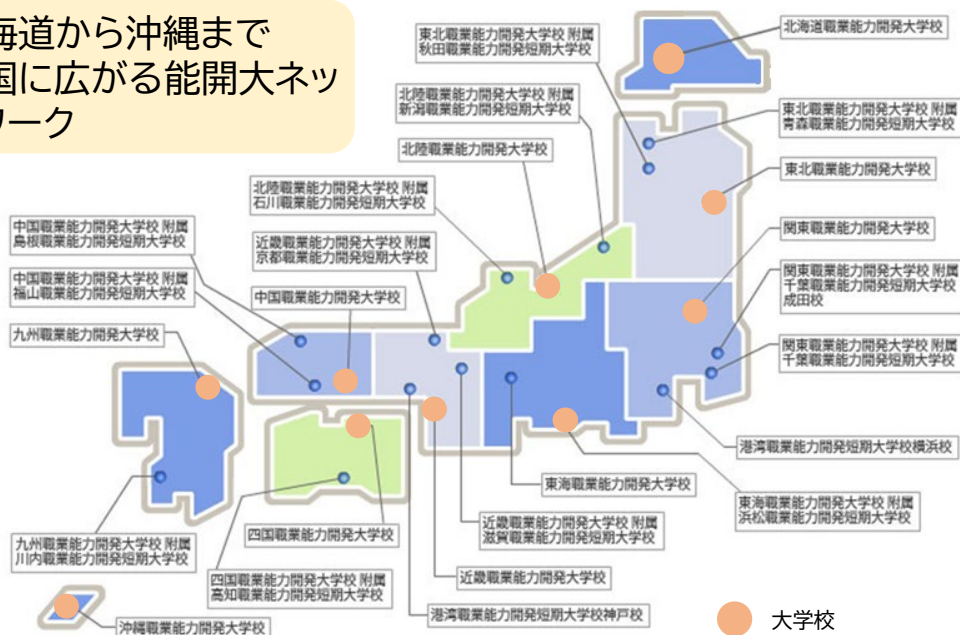 海道から沖縄まで
国に広がる能開大ネッ
ワーク
北海道職業能力開発大学校
東北職業能力開発大学校 附属
秋田職業能力開発短期大学校
北陸職業能力開発大学校 附属
新潟職業能力開発短期大学校
東北職業能力開発大学校 附属
青森職業能力開発短期大学校
北陸職業能力開発大学校
東北職業能力開発大学校
北陸職業能力開発大学校 附属
石川職業能力開発短期大学校
関東職業能力開発大学校
中国職業能力開発大学校 附属
島根職業能力開発短期大学校
近畿職業能力開発大学校 附属
京都職業能力開発短期大学校
関東職業能力開発大学校 附属
千葉職業能力開発短期大学校
成田校
中国職業能力開発大学校 附属
福山職業能力開発短期大学校
中国職業能力開発大学校
九州職業能力開発大学校
関東職業能力開発大学校 附属
千葉職業能力開発短期大学校
港湾職業能力開発短期大学校横浜校
東海職業能力開発大学校
東海職業能力開発大学校 附属
浜松職業能力開発短期大学校
近畿職業能力開発大学校 附属
滋賀職業能力開発短期大学校
四国職業能力開発大学校
九州職業能力開発大学校 附属
川内職業能力開発短期大学校
近畿職業能力開発大学校
四国職業能力開発大学校 附属
高知職業能力開発短期大学校
港湾職業能力開発短期大学校神戸校
沖縄職業能力開発大学校
大学校